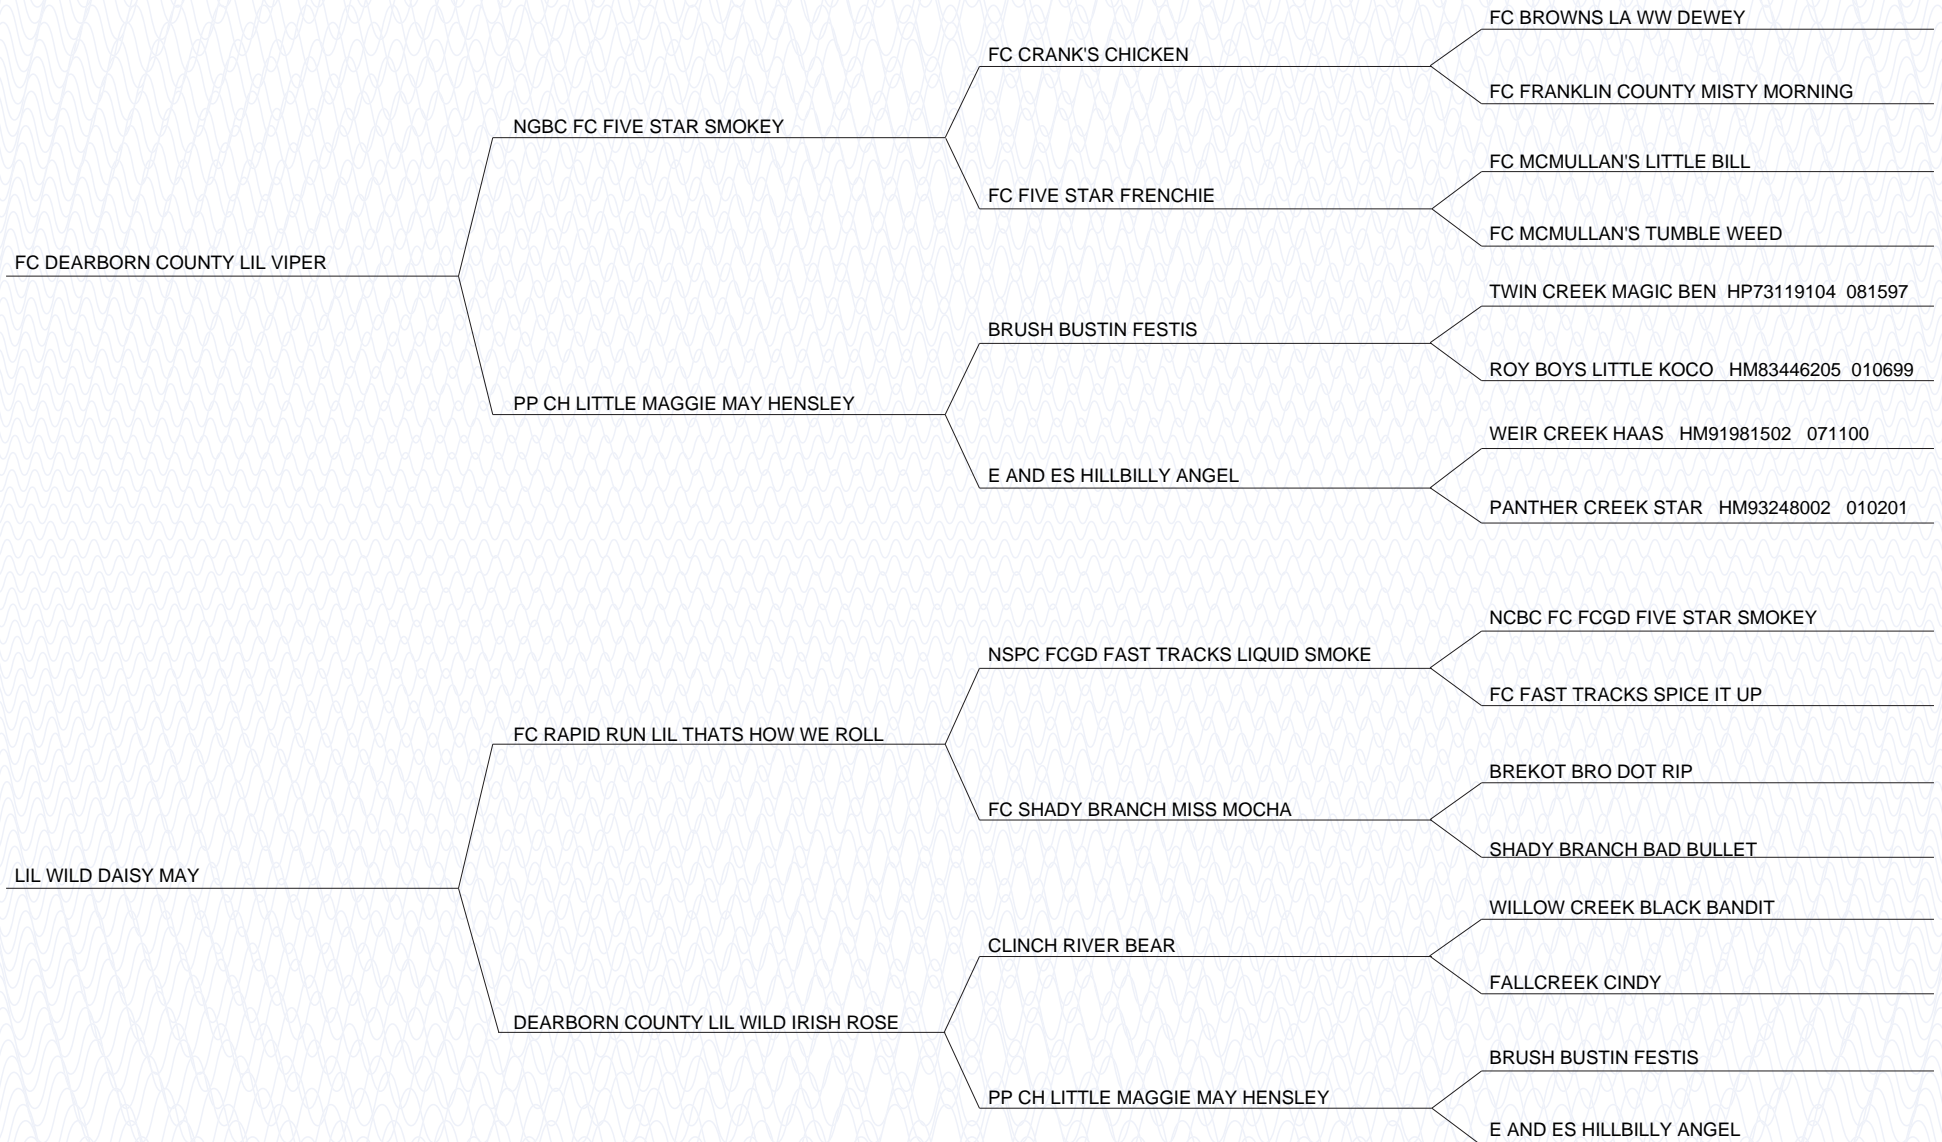 FC BROWNS LA WW DEWEY
FC CRANK'S CHICKEN
FC FRANKLIN COUNTY MISTY MORNING
NGBC FC FIVE STAR SMOKEY
FC MCMULLAN'S LITTLE BILL
FC FIVE STAR FRENCHIE
FC MCMULLAN'S TUMBLE WEED
FC DEARBORN COUNTY LIL VIPER
TWIN CREEK MAGIC BEN HP73119104 081597
BRUSH BUSTIN FESTIS
ROY BOYS LITTLE KOCO HM83446205 010699
PP CH LITTLE MAGGIE MAY HENSLEY
WEIR CREEK HAAS HM91981502 071100
E AND ES HILLBILLY ANGEL
PANTHER CREEK STAR HM93248002 010201
NCBC FC FCGD FIVE STAR SMOKEY
NSPC FCGD FAST TRACKS LIQUID SMOKE
FC FAST TRACKS SPICE IT UP
FC RAPID RUN LIL THATS HOW WE ROLL
BREKOT BRO DOT RIP
FC SHADY BRANCH MISS MOCHA
SHADY BRANCH BAD BULLET
LIL WILD DAISY MAY
WILLOW CREEK BLACK BANDIT
CLINCH RIVER BEAR
FALLCREEK CINDY
DEARBORN COUNTY LIL WILD IRISH ROSE
BRUSH BUSTIN FESTIS
PP CH LITTLE MAGGIE MAY HENSLEY
E AND ES HILLBILLY ANGEL